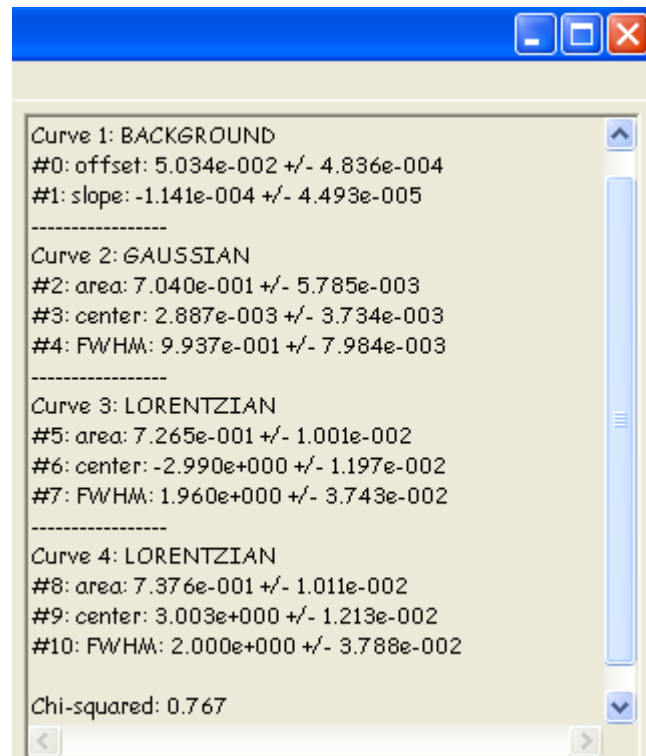 Curve 1: BACKGROUND
#0: offset: 5.034e-002 +/- 4.836e-004
#1: slope: -1.141e-004 +/- 4.493e-005
-----------------
Curve 2: GAUSSIAN
#2: area: 7.040e-001 +/- 5.785e-003
#3: center: 2.887e-003 +/- 3.734e-003
#4: FWHM: 9.937e-001 +/- 7.984e-003
-----------------
Curve 3: LORENTZIAN
#5: area: 7.265e-001 +/- 1.001e-002
#6: center: -2.990e+000 +/- 1.197e-002
#7: FWHM: 1.960e+000 +/- 3.743e-002
-----------------
Curve 4: LORENTZIAN
#8: area: 7.376e-001 +/- 1.011e-002
#9: center: 3.003e+000 +/- 1.213e-002
#10: FWHM: 2.000e+000 +/- 3.788e-002
Chi-squared: 0.767